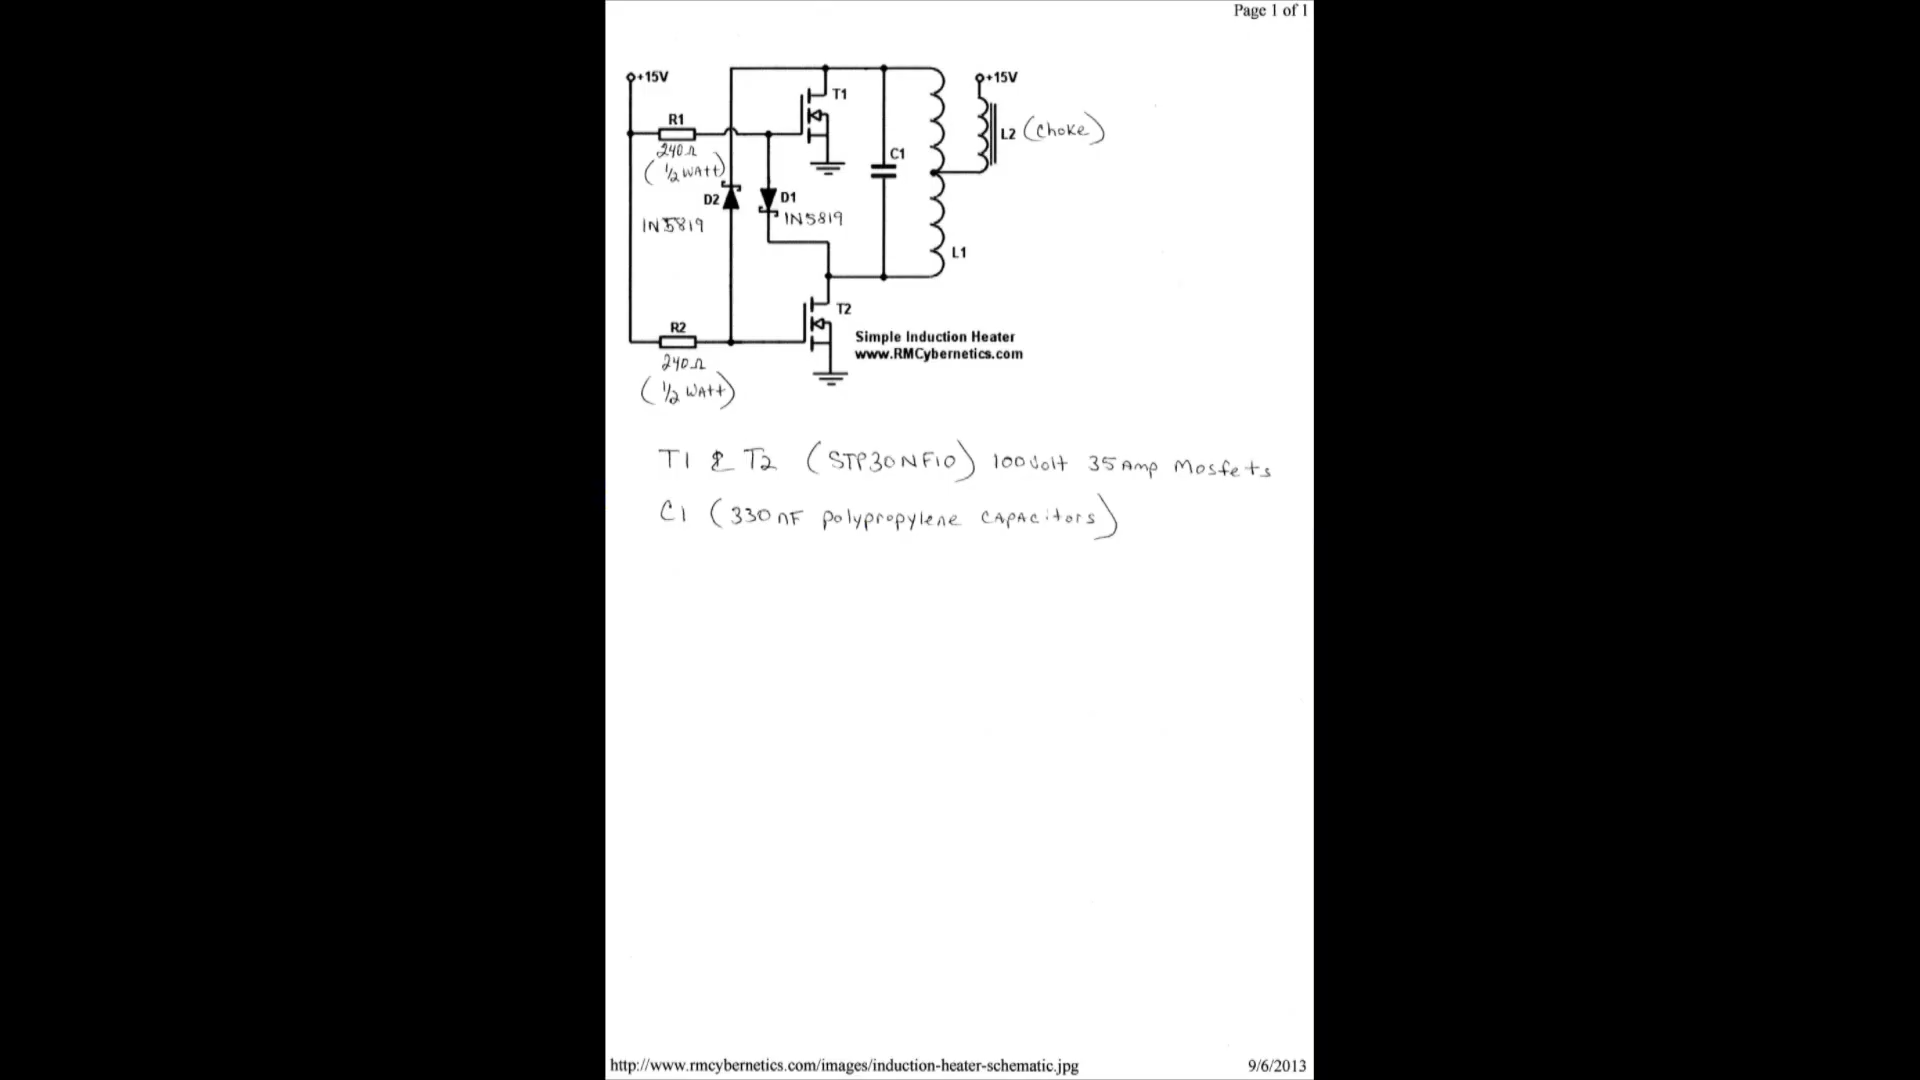 Page 1 of 1
+15V
+15V
T1
R1
L2 (choke)
240Ω
C1
(1/2 WAtt)
D2
D1
1N5819
1N5819
L1
T2
R2
Simple Induction Heater
www.RMCybernetics.com
240Ω
(1/2 WAtt)
T1 & T2 (STP30NF10) 100Volt 35Amp Mosfets
C1 (330nF polypropylene CAPAcitors)
http://www.rmcybernetics.com/images/induction-heater-schematic.jpg
9/6/2013